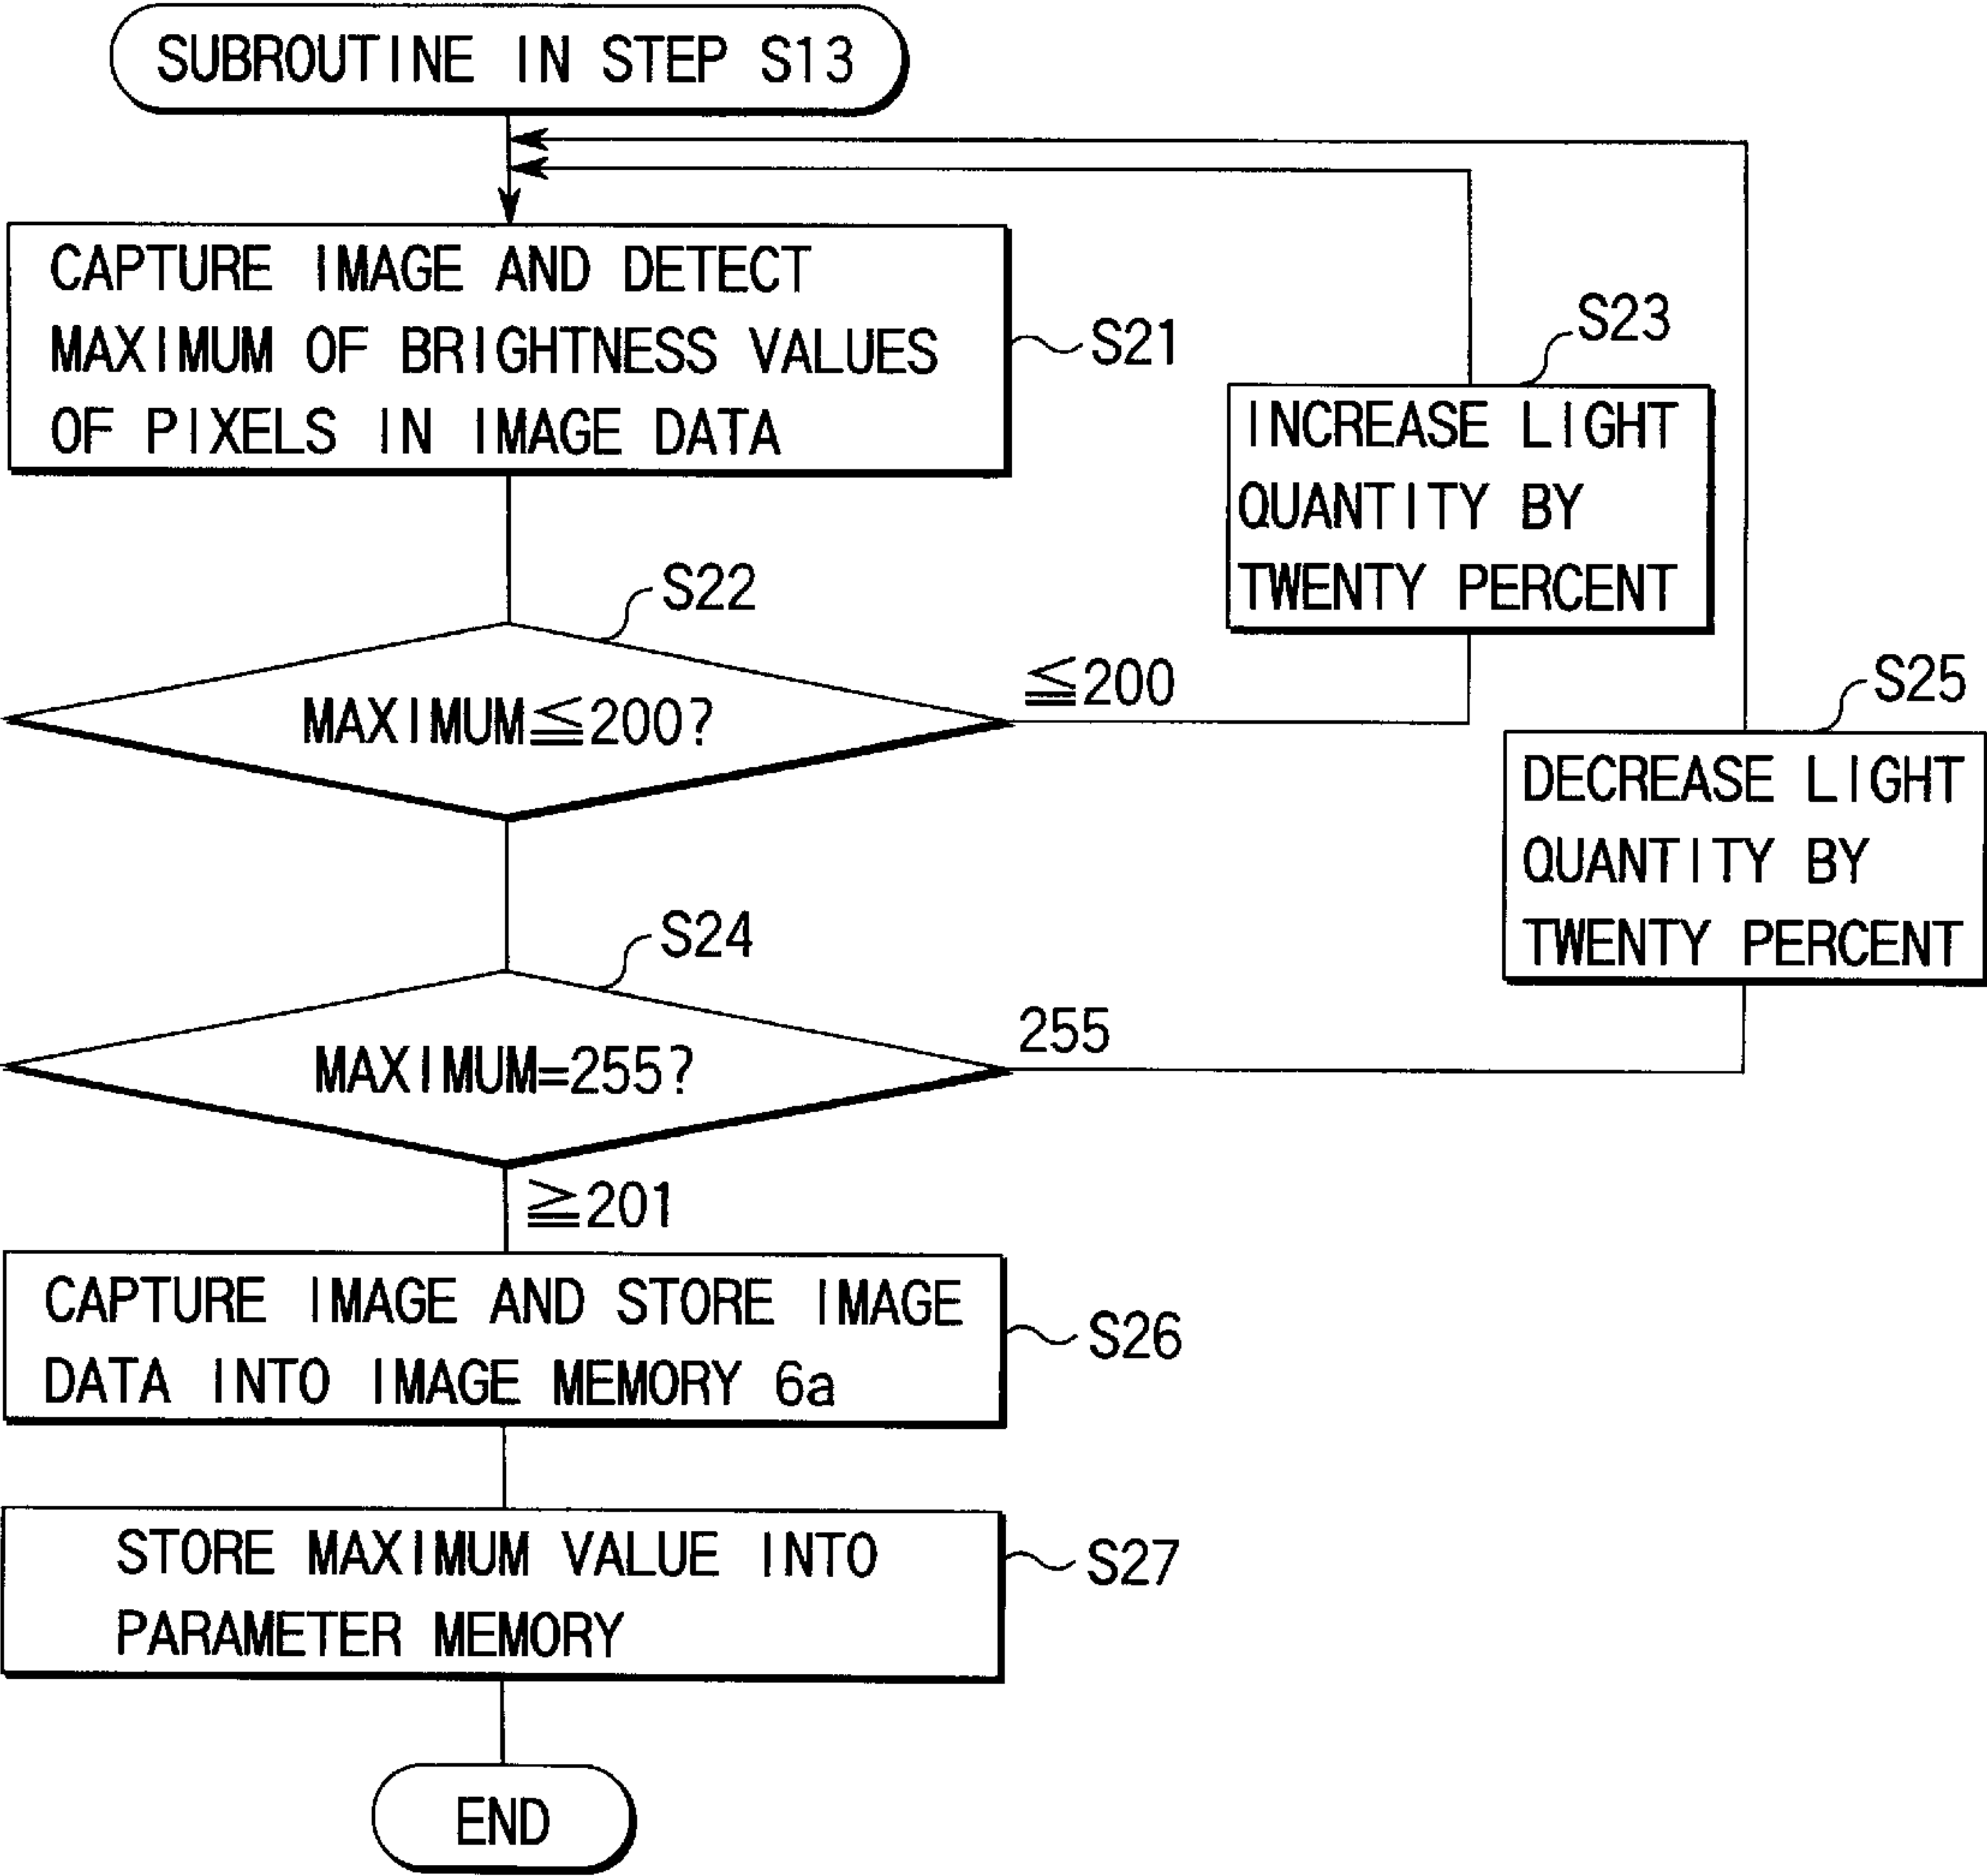 SUBROUTINE IN STEP S13
CAPTURE IMAGE AND DETECT
MAXIMUM OF BRIGHTNESS VALUES
OF PIXELS IN IMAGE DATA
S21
S23
INCREASE LIGHT
QUANTITY BY
TWENTY PERCENT
S22
MAXIMUM≦200?
≦200
S25
DECREASE LIGHT
QUANTITY BY
TWENTY PERCENT
S24
MAXIMUM=255?
255
≧201
CAPTURE IMAGE AND STORE IMAGE
DATA INTO IMAGE MEMORY 6a
S26
STORE MAXIMUM VALUE INTO
PARAMETER MEMORY
S27
END